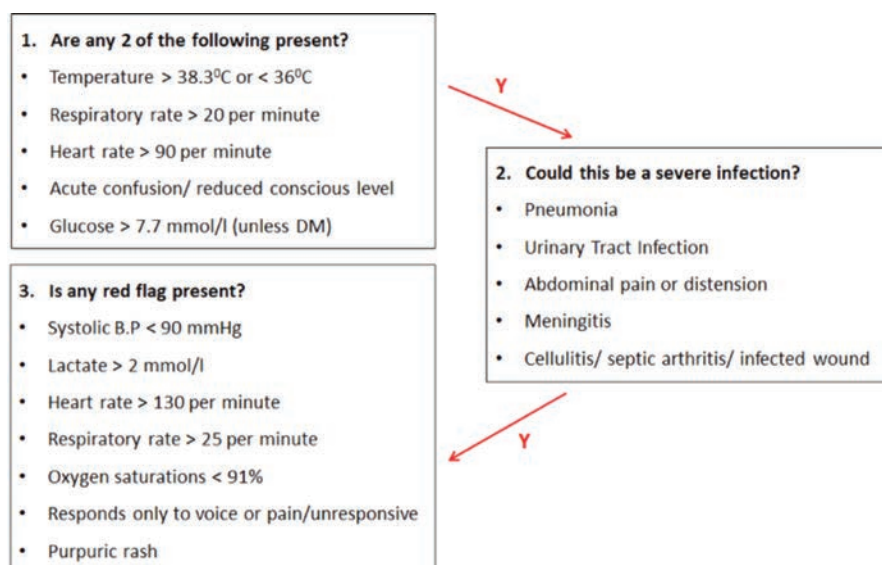 1. Are any 2 of the following present?
• Temperature > 38.3⁰C or < 36⁰C
• Respiratory rate > 20 per minute
• Heart rate > 90 per minute
• Acute confusion/ reduced conscious level
• Glucose > 7.7 mmol/l (unless DM)
Y
2. Could this be a severe infection?
• Pneumonia
• Urinary Tract Infection
• Abdominal pain or distension
• Meningitis
• Cellulitis/ septic arthritis/ infected wound
Y
3. Is any red flag present?
• Systolic B.P < 90 mmHg
• Lactate > 2 mmol/l
• Heart rate > 130 per minute
• Respiratory rate > 25 per minute
• Oxygen saturations < 91%
• Responds only to voice or pain/unresponsive
• Purpuric rash